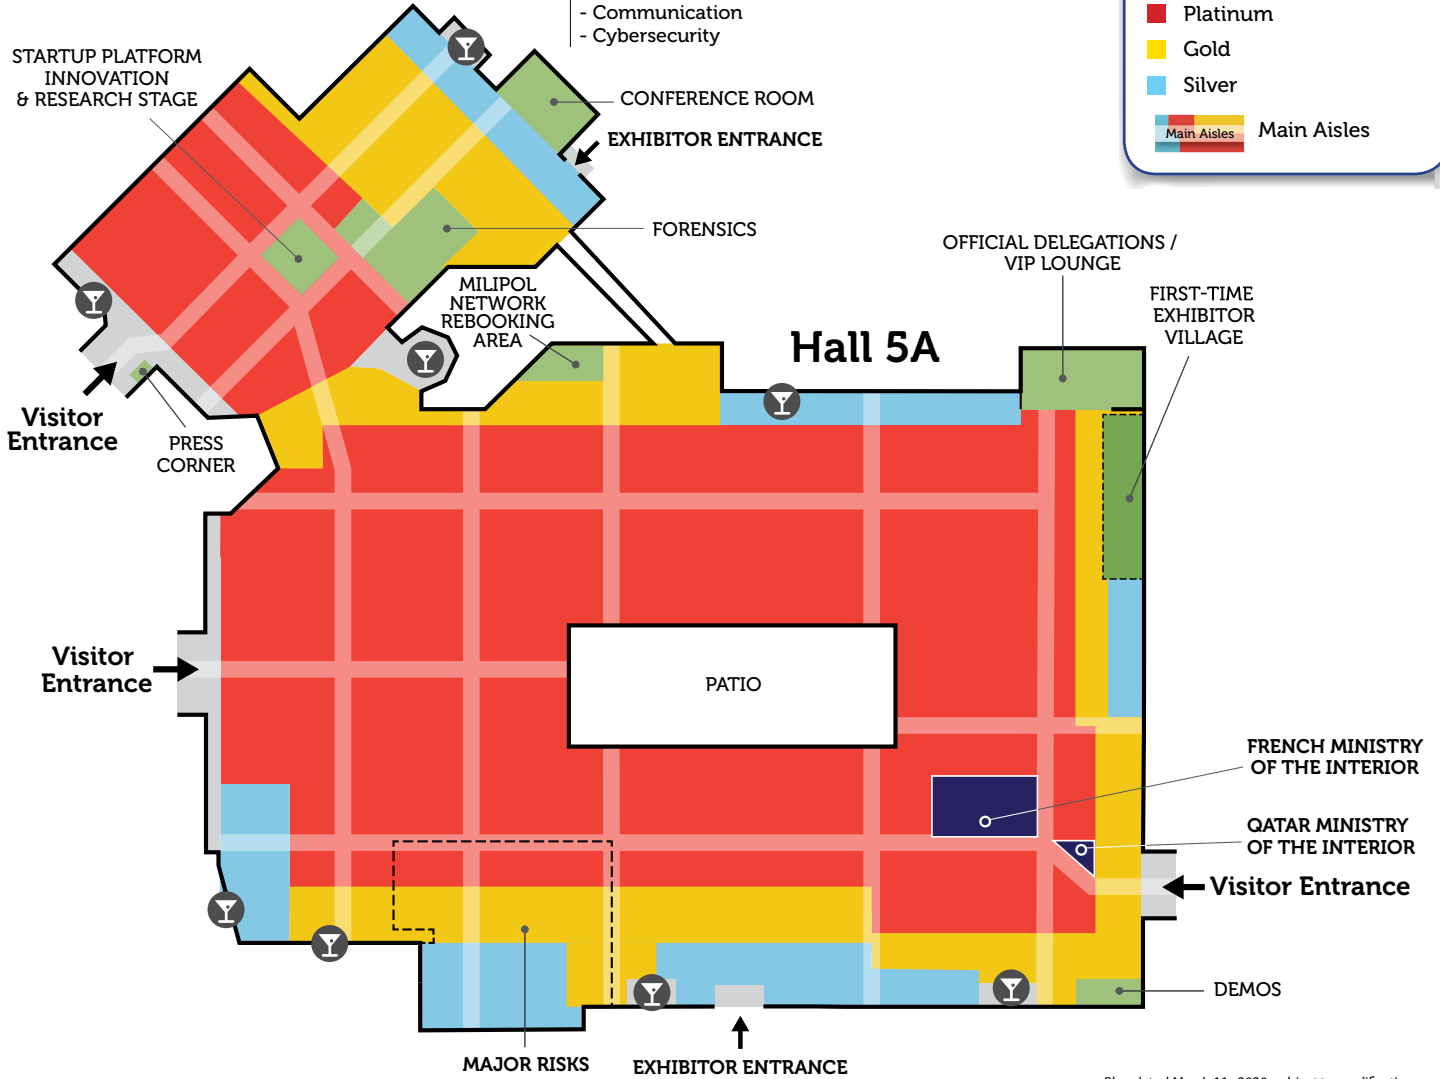 - Communication
- Cybersecurity
Platinum
Gold
Silver
Main Aisles
Main Aisles
STARTUP PLATFORM
INNOVATION
& RESEARCH STAGE
CONFERENCE ROOM
EXHIBITOR ENTRANCE
FORENSICS
OFFICIAL DELEGATIONS /
VIP LOUNGE
MILIPOL
NETWORK
REBOOKING
AREA
FIRST-TIME
EXHIBITOR
VILLAGE
Hall 5A
Visitor
Entrance
PRESS
CORNER
Visitor
Entrance
PATIO
FRENCH MINISTRY
OF THE INTERIOR
QATAR MINISTRY
OF THE INTERIOR
Visitor Entrance
DEMOS
MAJOR RISKS
EXHIBITOR ENTRANCE